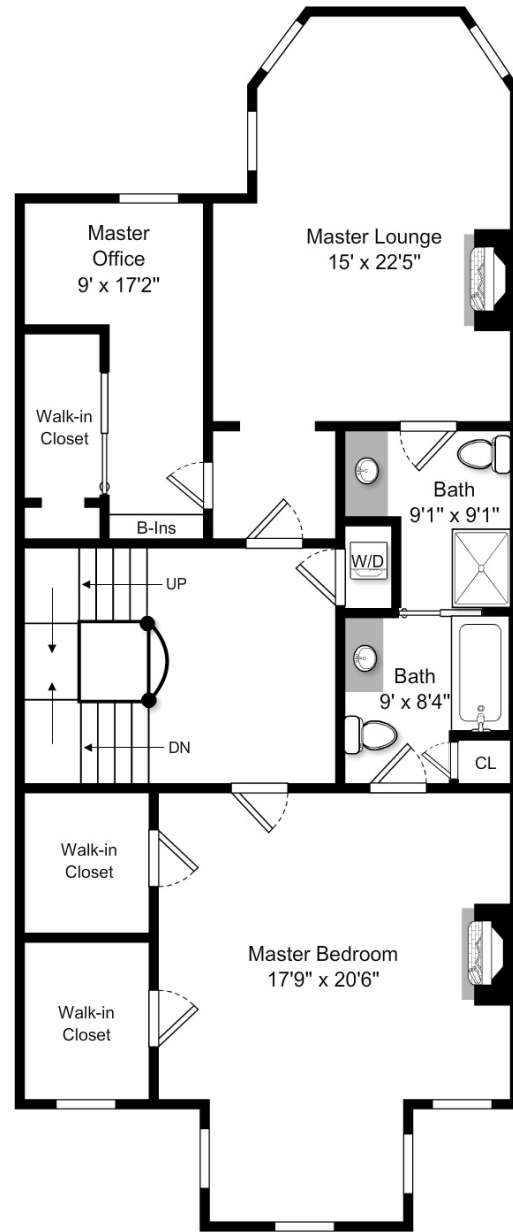 Master
Office
9' x 17'2"
Master Lounge
15' x 22'5"
Walk-in
Closet
B-Ins
Bath
9'1" x 9'1"
W/D
UP
Bath
9' x 8'4"
DN
CL
Walk-in
Closet
Master Bedroom
17'9" x 20'6"
Walk-in
Closet